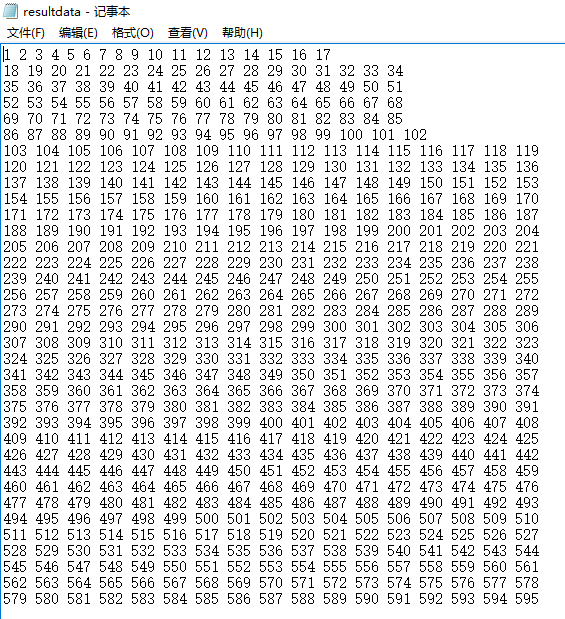 resultdata - 记事本
文件(F) 编辑(E) 格式(O) 查看(V) 帮助(H)
1 2 3 4 5 6 7 8 9 10 11 12 13 14 15 16 17
18 19 20 21 22 23 24 25 26 27 28 29 30 31 32 33 34
35 36 37 38 39 40 41 42 43 44 45 46 47 48 49 50 51
52 53 54 55 56 57 58 59 60 61 62 63 64 65 66 67 68
69 70 71 72 73 74 75 76 77 78 79 80 81 82 83 84 85
86 87 88 89 90 91 92 93 94 95 96 97 98 99 100 101 102
103 104 105 106 107 108 109 110 111 112 113 114 115 116 117 118 119
120 121 122 123 124 125 126 127 128 129 130 131 132 133 134 135 136
137 138 139 140 141 142 143 144 145 146 147 148 149 150 151 152 153
154 155 156 157 158 159 160 161 162 163 164 165 166 167 168 169 170
171 172 173 174 175 176 177 178 179 180 181 182 183 184 185 186 187
188 189 190 191 192 193 194 195 196 197 198 199 200 201 202 203 204
205 206 207 208 209 210 211 212 213 214 215 216 217 218 219 220 221
222 223 224 225 226 227 228 229 230 231 232 233 234 235 236 237 238
239 240 241 242 243 244 245 246 247 248 249 250 251 252 253 254 255
256 257 258 259 260 261 262 263 264 265 266 267 268 269 270 271 272
273 274 275 276 277 278 279 280 281 282 283 284 285 286 287 288 289
290 291 292 293 294 295 296 297 298 299 300 301 302 303 304 305 306
307 308 309 310 311 312 313 314 315 316 317 318 319 320 321 322 323
324 325 326 327 328 329 330 331 332 333 334 335 336 337 338 339 340
341 342 343 344 345 346 347 348 349 350 351 352 353 354 355 356 357
358 359 360 361 362 363 364 365 366 367 368 369 370 371 372 373 374
375 376 377 378 379 380 381 382 383 384 385 386 387 388 389 390 391
392 393 394 395 396 397 398 399 400 401 402 403 404 405 406 407 408
409 410 411 412 413 414 415 416 417 418 419 420 421 422 423 424 425
426 427 428 429 430 431 432 433 434 435 436 437 438 439 440 441 442
443 444 445 446 447 448 449 450 451 452 453 454 455 456 457 458 459
460 461 462 463 464 465 466 467 468 469 470 471 472 473 474 475 476
477 478 479 480 481 482 483 484 485 486 487 488 489 490 491 492 493
494 495 496 497 498 499 500 501 502 503 504 505 506 507 508 509 510
511 512 513 514 515 516 517 518 519 520 521 522 523 524 525 526 527
528 529 530 531 532 533 534 535 536 537 538 539 540 541 542 543 544
545 546 547 548 549 550 551 552 553 554 555 556 557 558 559 560 561
562 563 564 565 566 567 568 569 570 571 572 573 574 575 576 577 578
579 580 581 582 583 584 585 586 587 588 589 590 591 592 593 594 595